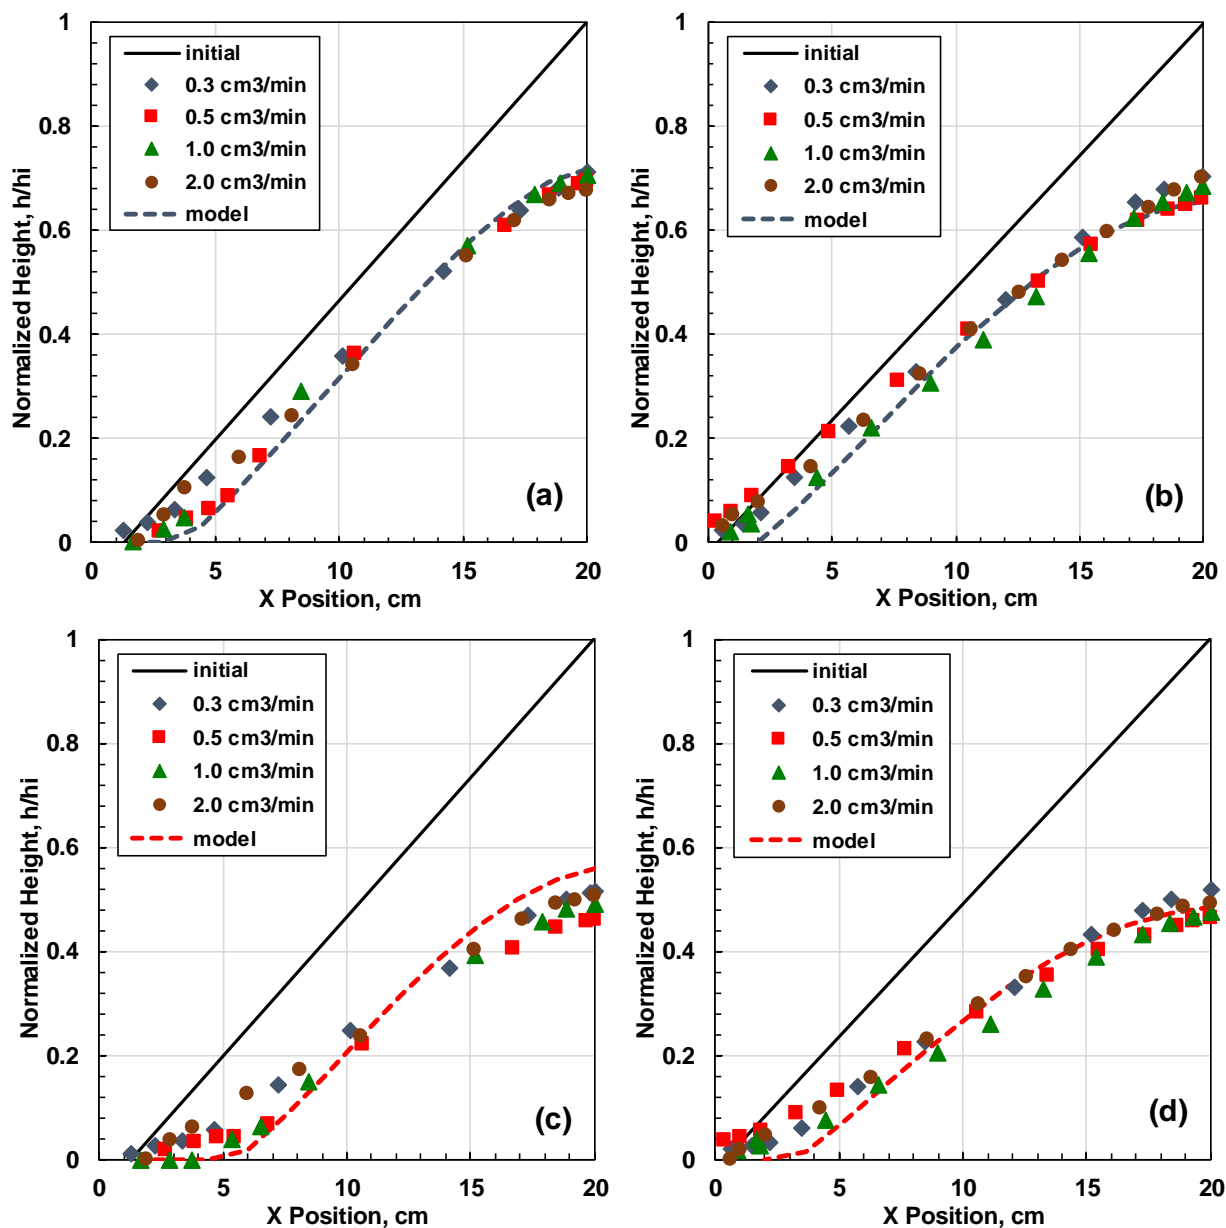 1
0.8
0.6
0.4
0.2
0
Normalized Height, h/hi
initial
0.3 cm3/min
0.5 cm3/min
1.0 cm3/min
2.0 cm3/min
model
(a)
0 5 10 15 20
X Position, cm
1
0.8
0.6
0.4
0.2
0
Normalized Height, h/hi
initial
0.3 cm3/min
0.5 cm3/min
1.0 cm3/min
2.0 cm3/min
model
(b)
0 5 10 15 20
X Position, cm
1
0.8
0.6
0.4
0.2
0
Normalized Height, h/hi
initial
0.3 cm3/min
0.5 cm3/min
1.0 cm3/min
2.0 cm3/min
model
(c)
0 5 10 15 20
X Position, cm
1
0.8
0.6
0.4
0.2
0
Normalized Height, h/hi
initial
0.3 cm3/min
0.5 cm3/min
1.0 cm3/min
2.0 cm3/min
model
(d)
0 5 10 15 20
X Position, cm